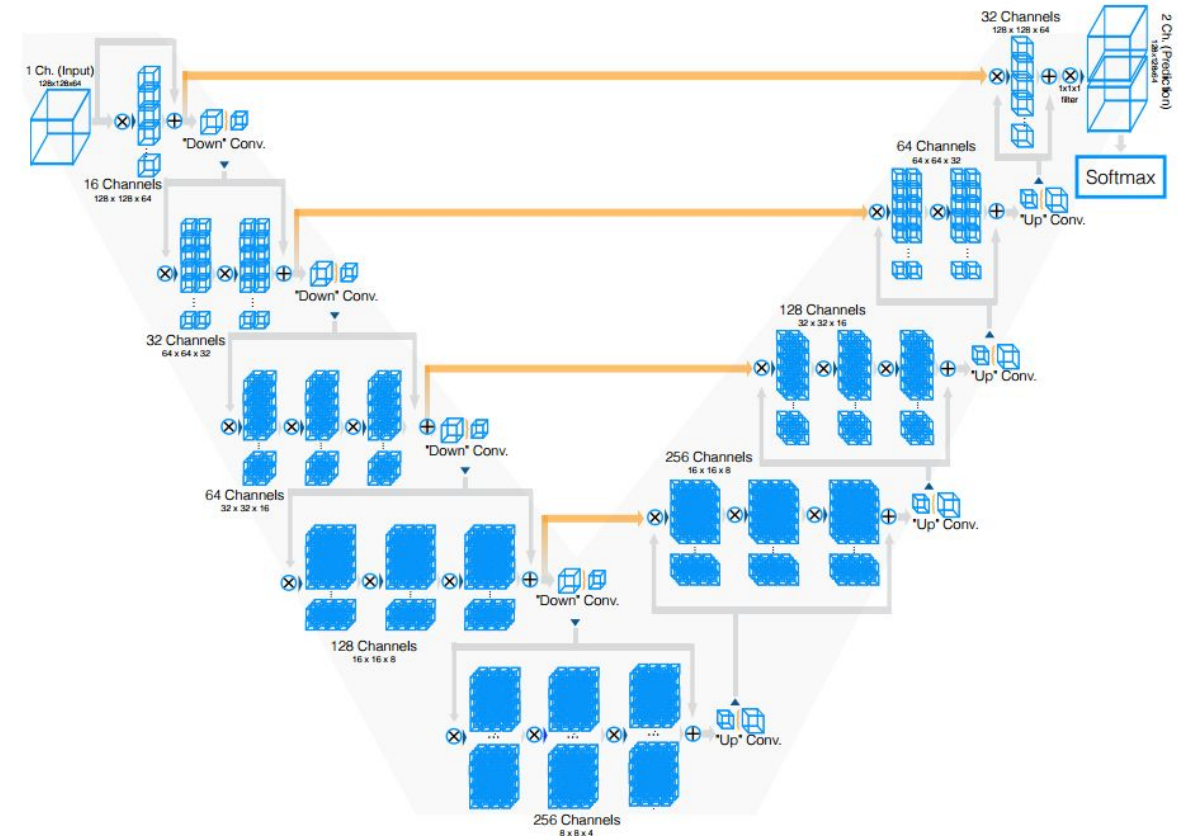 1 Ch. (Input)
128x128x64
"Down" Conv.
16 Channels
128 x 128 x 64
"Down" Conv.
32 Channels
64 x 64 x 32
"Down" Conv.
64 Channels
32 x 32 x 16
"Down" Conv.
128 Channels
16 x 16 x 8
256 Channels
8 x 8 x 4
"Up" Conv.
256 Channels
16 x 16 x 8
"Up" Conv.
128 Channels
32 x 32 x 16
"Up" Conv.
64 Channels
64 x 64 x 32
"Up" Conv.
32 Channels
128 x 128 x 64
1x1x1
filter
2 Ch. (Prediction)
128x128x64
Softmax